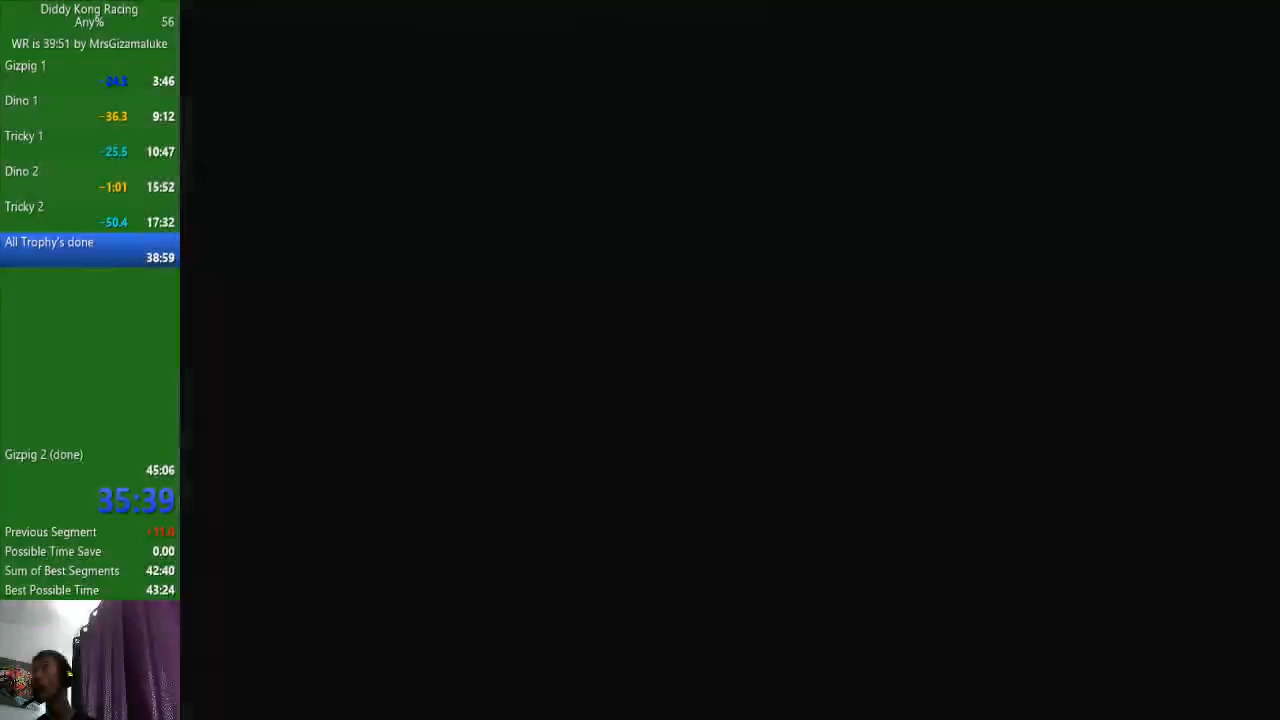 Diddy Kong Racing
Any% 56
WR is 39:51 by MrsGizamaluke
Gizpig 1
3:46
Dino 1
-36.3 9:12
Tricky 1
-25.5 10:47
Dino 2
-1:01 15:52
Tricky 2
-50.4 17:32
All Trophy's done
38:59
Gizpig 2 (done)
45:06
35:39
Previous Segment +11.0
Possible Time Save 0.00
Sum of Best Segments 42:40
Best Possible Time 43:24